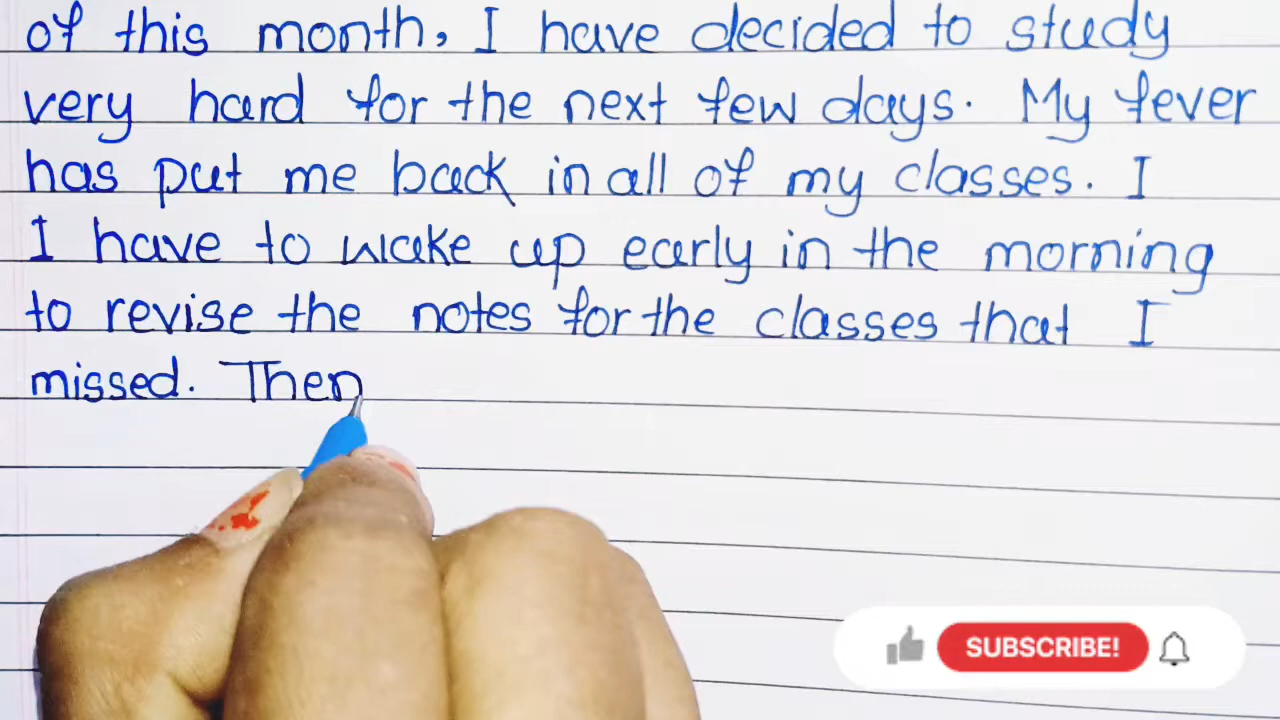 of this month, I have decided to study
very hard for the next few days. My fever
has put me back in all of my classes. I
I have to wake up early in the morning
to revise the notes for the classes that I
missed. Then
SUBSCRIBE!